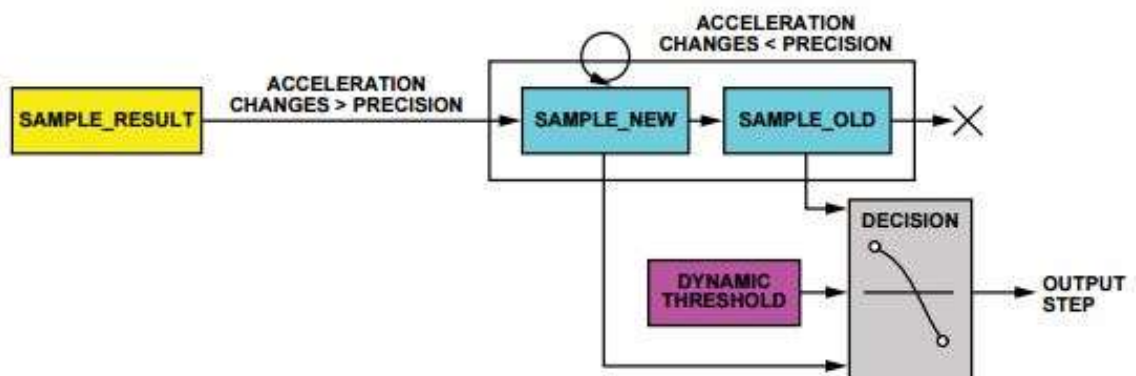 ACCELERATION
CHANGES < PRECISION
ACCELERATION
CHANGES > PRECISION
SAMPLE_RESULT
SAMPLE_NEW
SAMPLE_OLD
DECISION
DYNAMIC
THRESHOLD
OUTPUT
STEP